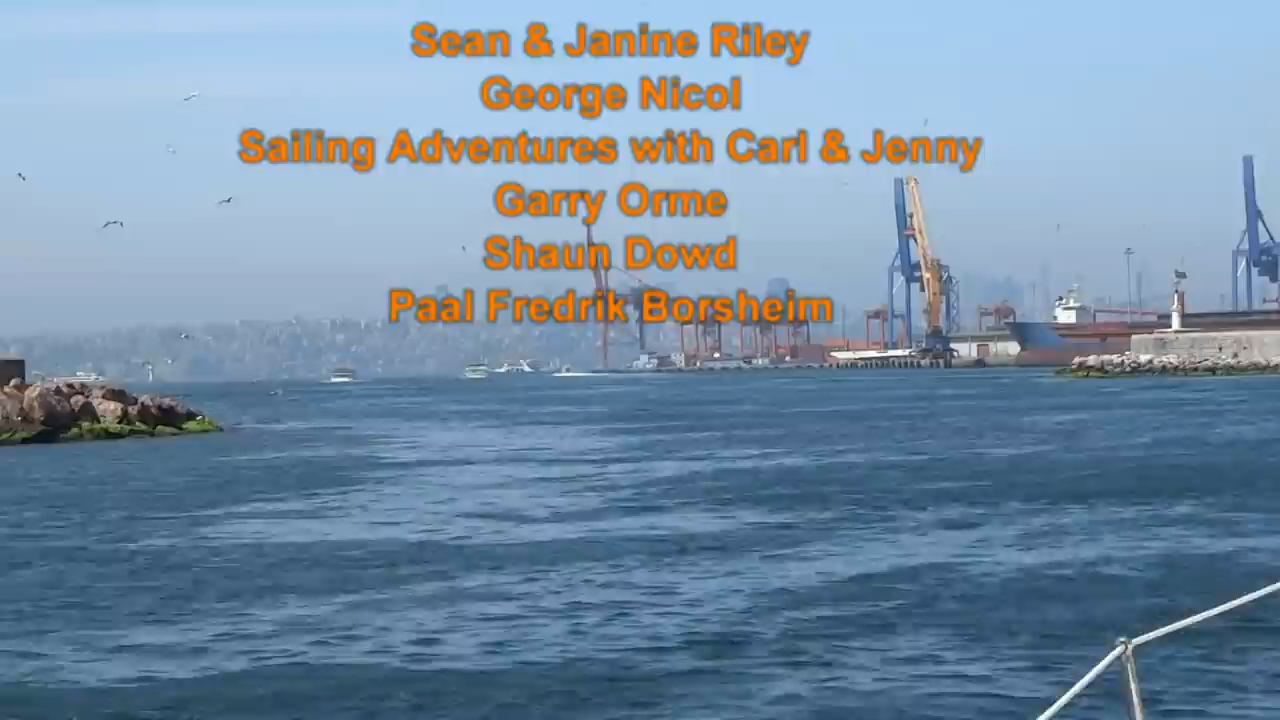 Sean & Janine Riley
George Nicol
Sailing Adventures with Carl & Jenny
Garry Orme
Shaun Dowd
Paal Fredrik Borsheim